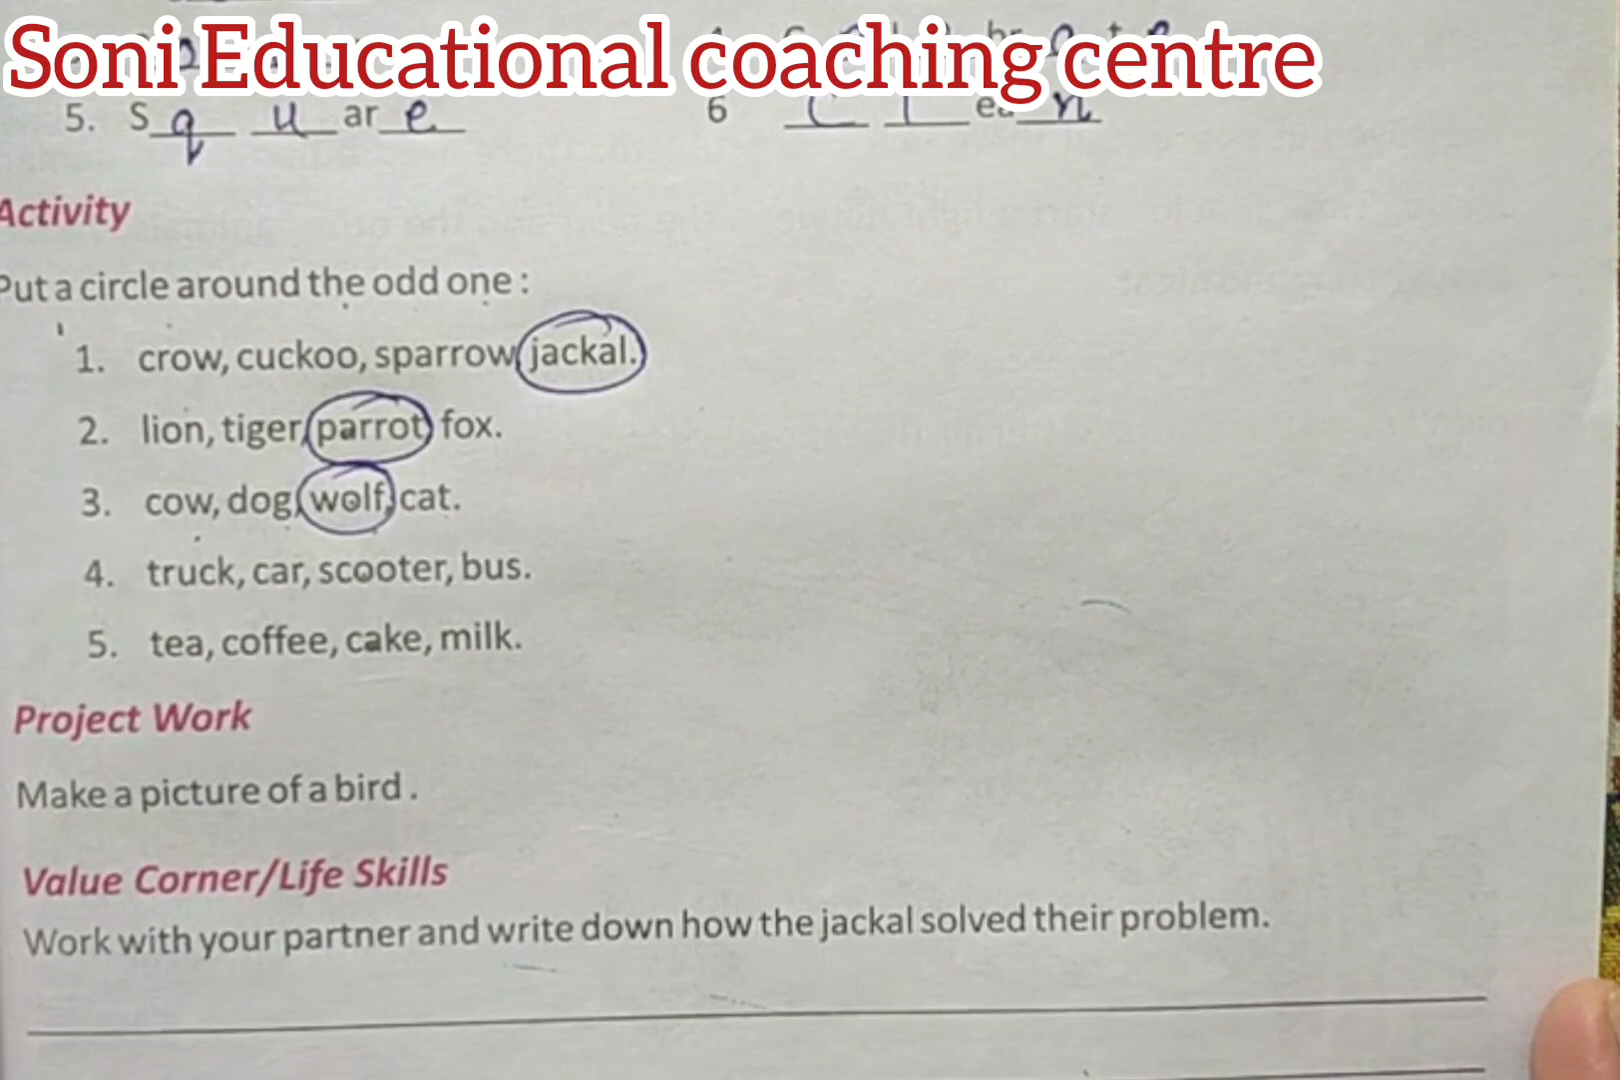 Soni Educational coaching centre
5. S q u ar e 6 c l ea n
Activity
Put a circle around the odd one :
1. crow, cuckoo, sparrow, jackal.
2. lion, tiger, parrot, fox.
3. cow, dog, wolf, cat.
4. truck, car, scooter, bus.
5. tea, coffee, cake, milk.
Project Work
Make a picture of a bird .
Value Corner/Life Skills
Work with your partner and write down how the jackal solved their problem.